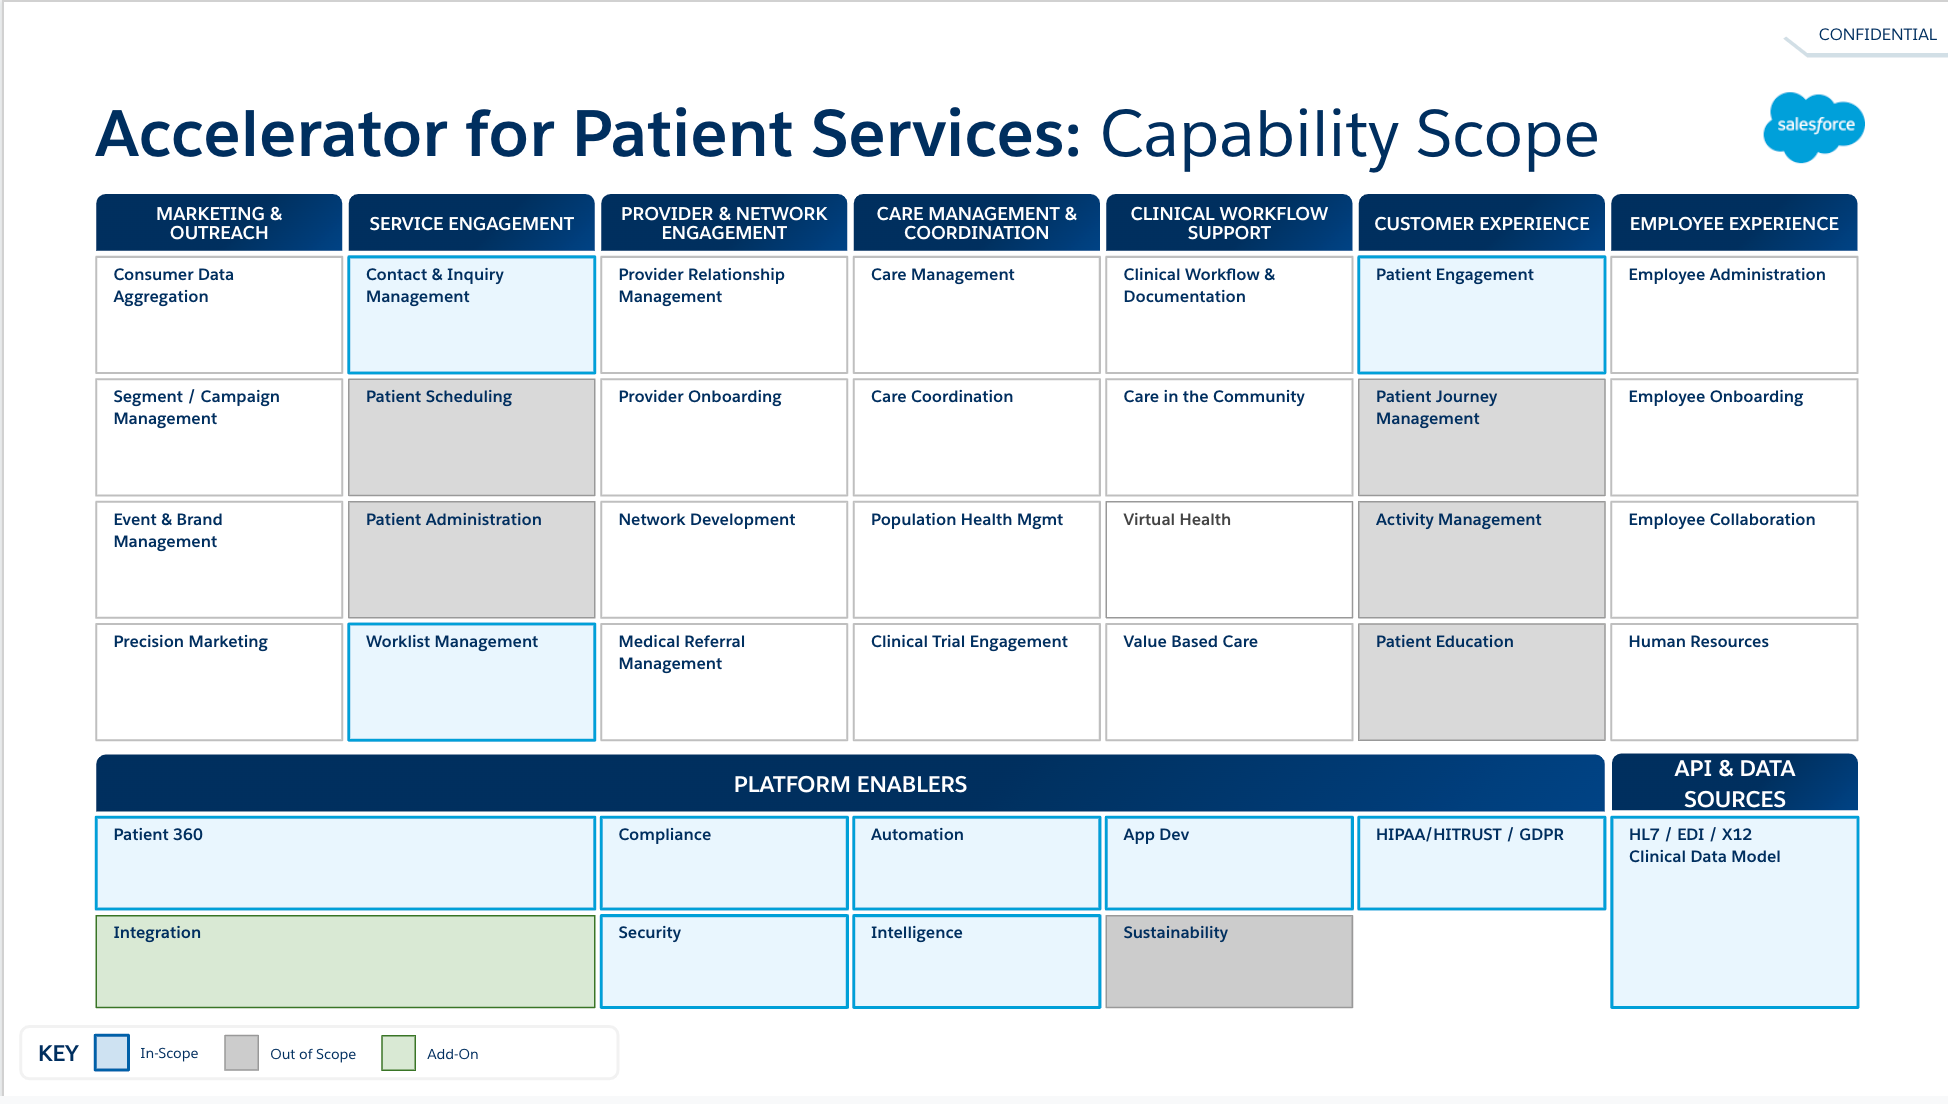 CONFIDENTIAL
Accelerator for Patient Services: Capability Scope
salesforce
MARKETING &
OUTREACH
SERVICE ENGAGEMENT
PROVIDER & NETWORK
ENGAGEMENT
CARE MANAGEMENT &
COORDINATION
CLINICAL WORKFLOW
SUPPORT
CUSTOMER EXPERIENCE
EMPLOYEE EXPERIENCE
Consumer Data
Aggregation
Contact & Inquiry
Management
Provider Relationship
Management
Care Management
Clinical Workflow &
Documentation
Patient Engagement
Employee Administration
Segment / Campaign
Management
Patient Scheduling
Provider Onboarding
Care Coordination
Care in the Community
Patient Journey
Management
Employee Onboarding
Event & Brand
Management
Patient Administration
Network Development
Population Health Mgmt
Virtual Health
Activity Management
Employee Collaboration
Precision Marketing
Worklist Management
Medical Referral
Management
Clinical Trial Engagement
Value Based Care
Patient Education
Human Resources
PLATFORM ENABLERS
API & DATA
SOURCES
Patient 360
Compliance
Automation
App Dev
HIPAA/HITRUST / GDPR
HL7 / EDI / X12
Clinical Data Model
Integration
Security
Intelligence
Sustainability
KEY
In-Scope
Out of Scope
Add-On